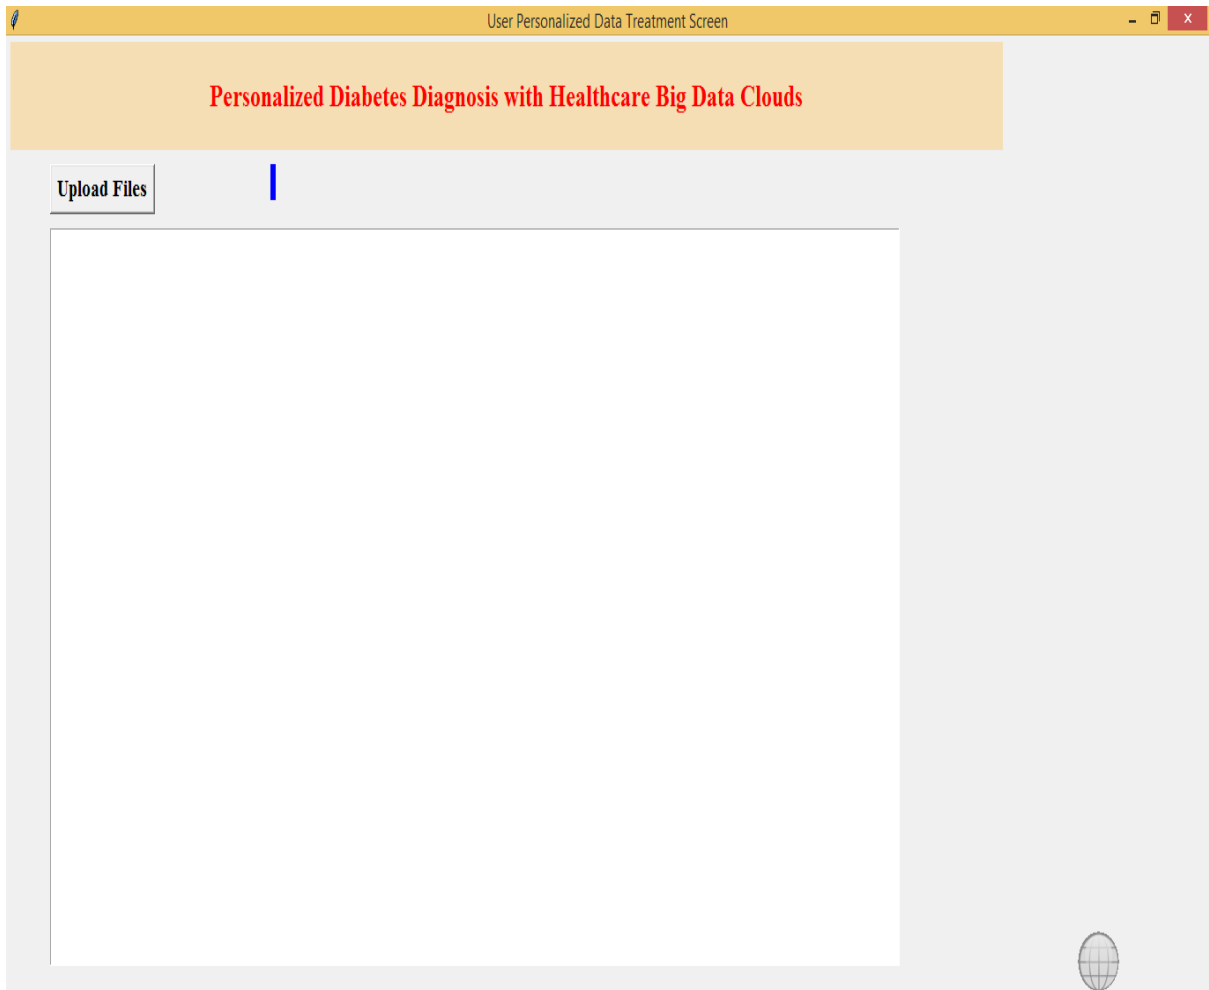 User Personalized Data Treatment Screen
Personalized Diabetes Diagnosis with Healthcare Big Data Clouds
Upload Files